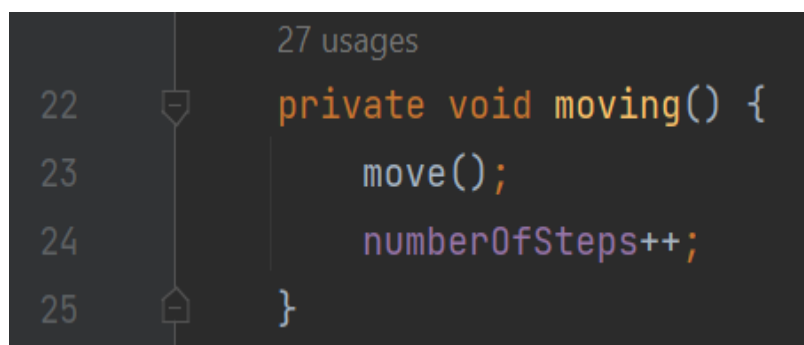 27 usages
22 private void moving() {
23 move();
24 numberOfSteps++;
25 }